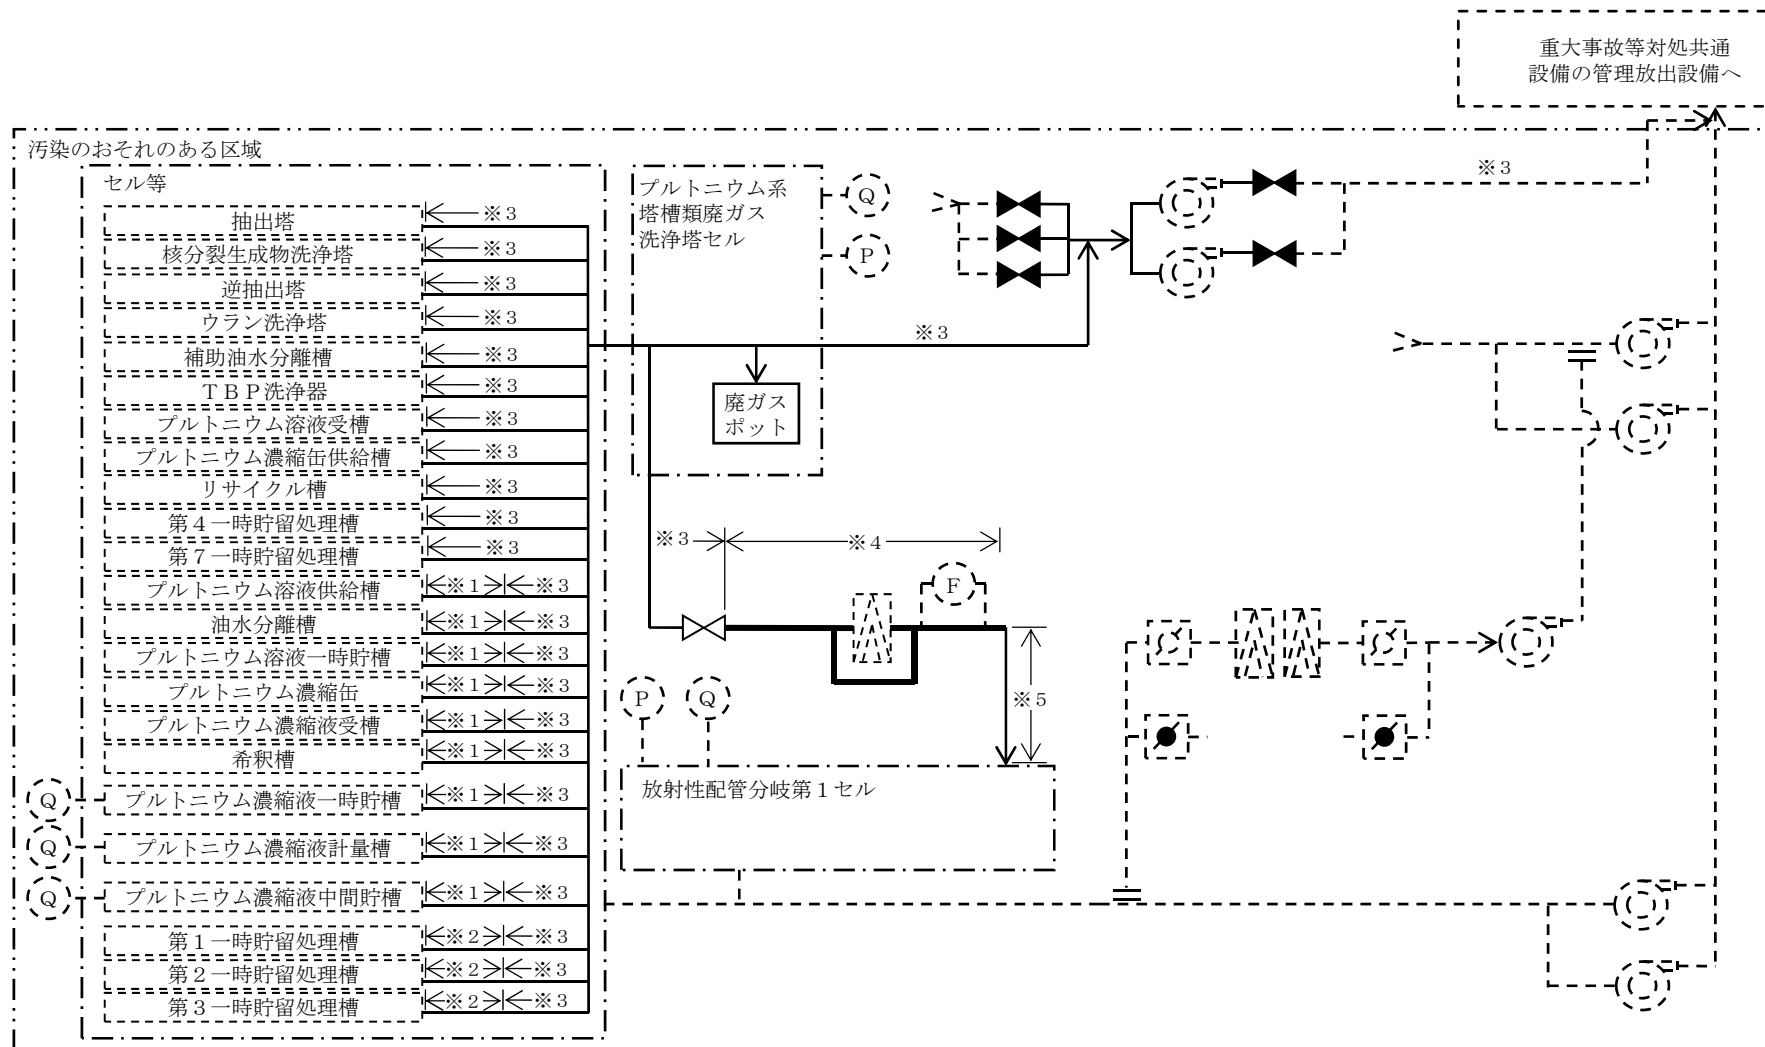 重大事故等対処共通
設備の管理放出設備へ
汚染のおそれのある区域
セル等
抽出塔
※3
核分裂生成物洗浄塔
※3
逆抽出塔
※3
ウラン洗浄塔
※3
補助油水分離槽
※3
ＴＢＰ洗浄器
※3
プルトニウム溶液受槽
※3
プルトニウム濃縮缶供給槽
※3
リサイクル槽
※3
第４一時貯留処理槽
※3
第７一時貯留処理槽
※3
プルトニウム溶液供給槽
※1
※3
油水分離槽
※1
※3
プルトニウム溶液一時貯槽
※1
※3
プルトニウム濃縮缶
※1
※3
プルトニウム濃縮液受槽
※1
※3
希釈槽
※1
※3
Q
プルトニウム濃縮液一時貯槽
※1
※3
Q
プルトニウム濃縮液計量槽
※1
※3
Q
プルトニウム濃縮液中間貯槽
※1
※3
第１一時貯留処理槽
※2
※3
第２一時貯留処理槽
※2
※3
第３一時貯留処理槽
※2
※3
プルトニウム系
塔槽類廃ガス
洗浄塔セル
Q
P
廃ガス
ポット
※3
※3
※3
※4
F
※5
P
Q
放射性配管分岐第１セル